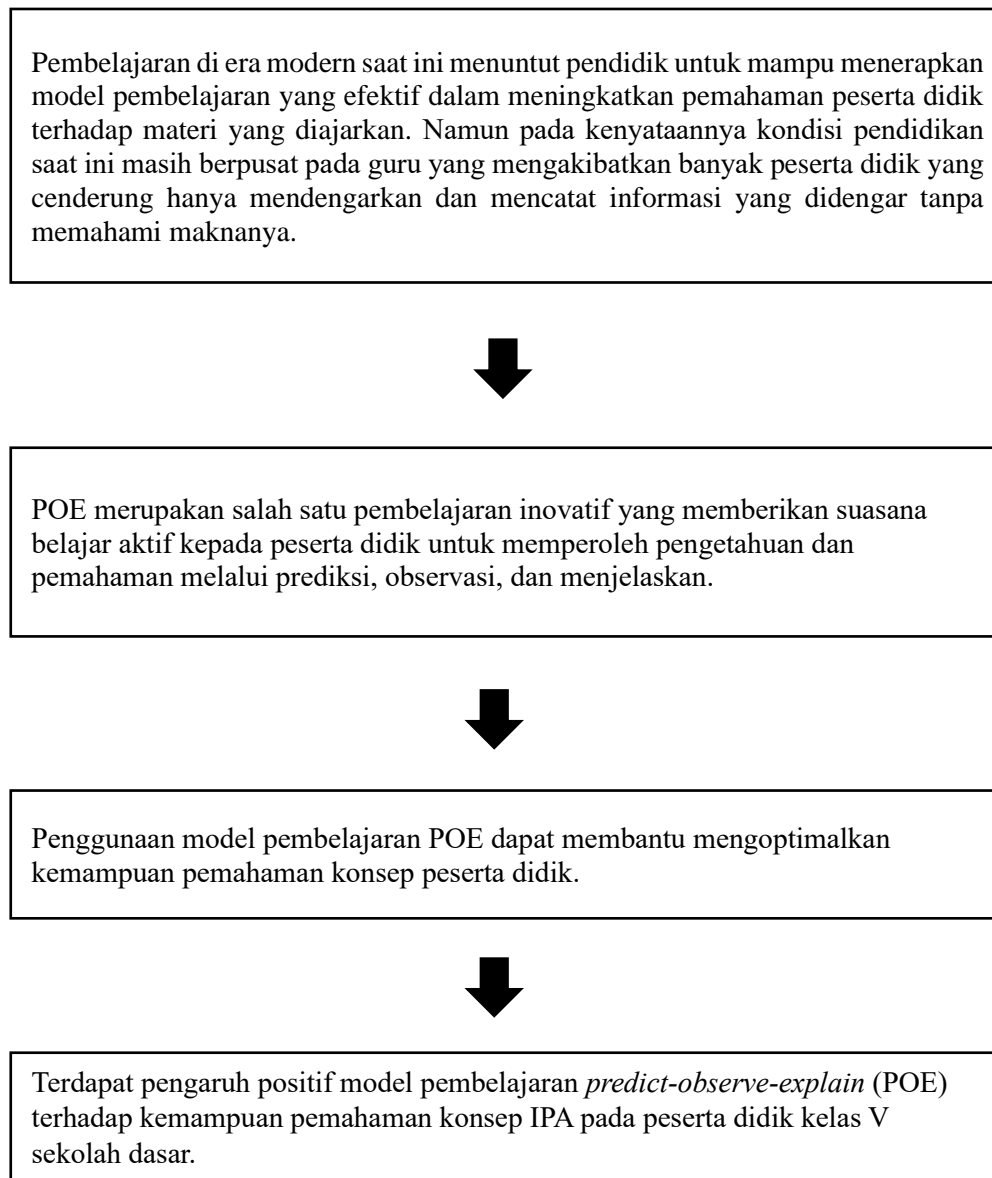 Pembelajaran di era modern saat ini menuntut pendidik untuk mampu menerapkan
model pembelajaran yang efektif dalam meningkatkan pemahaman peserta didik
terhadap materi yang diajarkan. Namun pada kenyataannya kondisi pendidikan
saat ini masih berpusat pada guru yang mengakibatkan banyak peserta didik yang
cenderung hanya mendengarkan dan mencatat informasi yang didengar tanpa
memahami maknanya.
POE merupakan salah satu pembelajaran inovatif yang memberikan suasana
belajar aktif kepada peserta didik untuk memperoleh pengetahuan dan
pemahaman melalui prediksi, observasi, dan menjelaskan.
Penggunaan model pembelajaran POE dapat membantu mengoptimalkan
kemampuan pemahaman konsep peserta didik.
Terdapat pengaruh positif model pembelajaran predict-observe-explain (POE)
terhadap kemampuan pemahaman konsep IPA pada peserta didik kelas V
sekolah dasar.